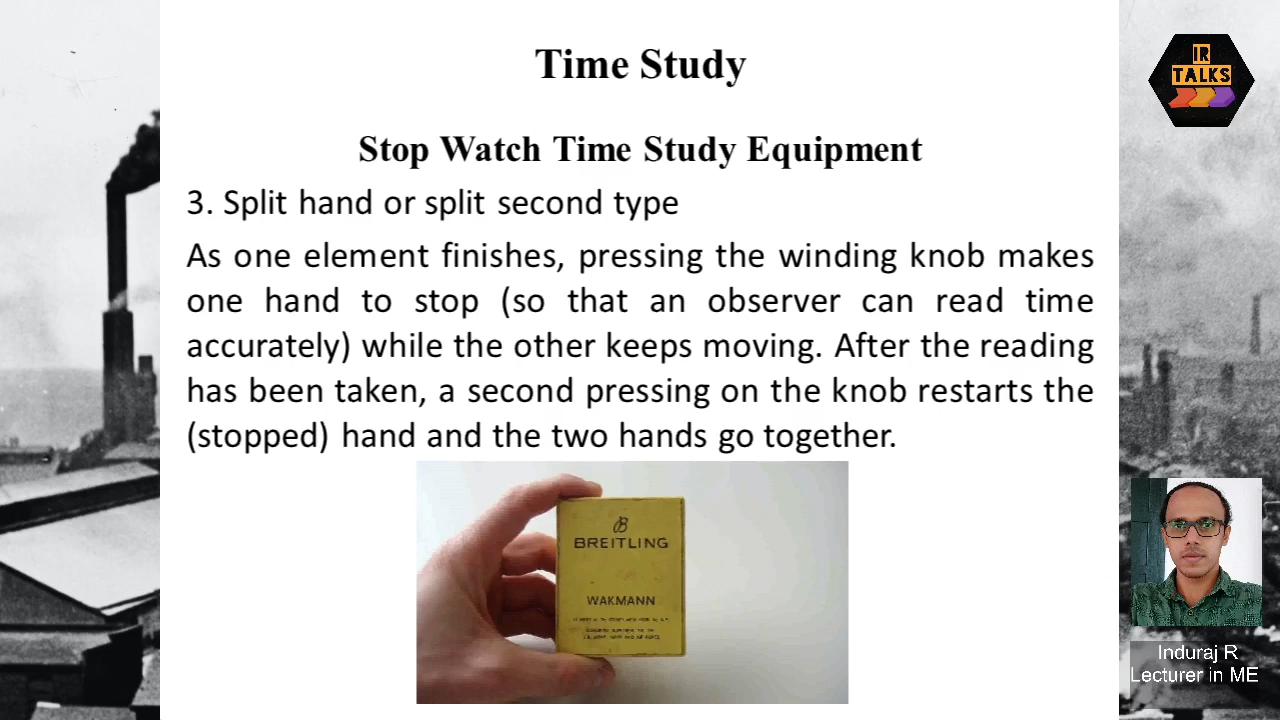 Time Study
IR
TALKS
Stop Watch Time Study Equipment
3. Split hand or split second type
As one element finishes, pressing the winding knob makes
one hand to stop (so that an observer can read time
accurately) while the other keeps moving. After the reading
has been taken, a second pressing on the knob restarts the
(stopped) hand and the two hands go together.
B
BREITLING
WAKMANN
Induraj R
Lecturer in ME